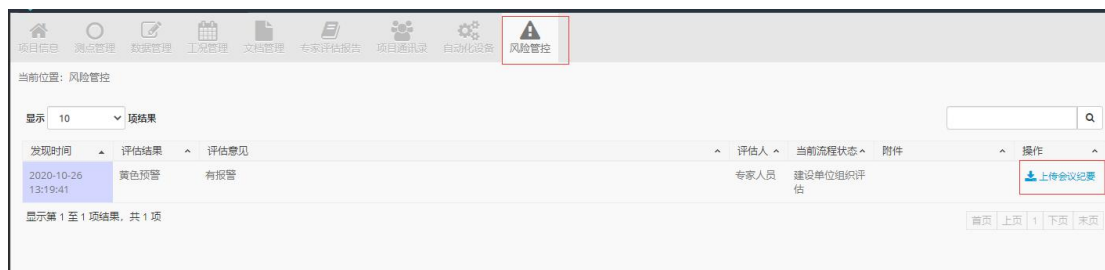 项目信息 测点管理 数据管理 工况管理 文档管理 专家评估报告 项目通讯录 自动化设备 风险管控
当前位置：风险管控
显示 10 项结果
发现时间 评估结果 评估意见 评估人 当前流程状态 附件 操作
2020-10-26 黄色预警 有报警 专家人员 建设单位组织评 上传会议纪要
13:19:41 估
显示第 1 至 1 项结果，共 1 项
首页 上页 1 下页 末页